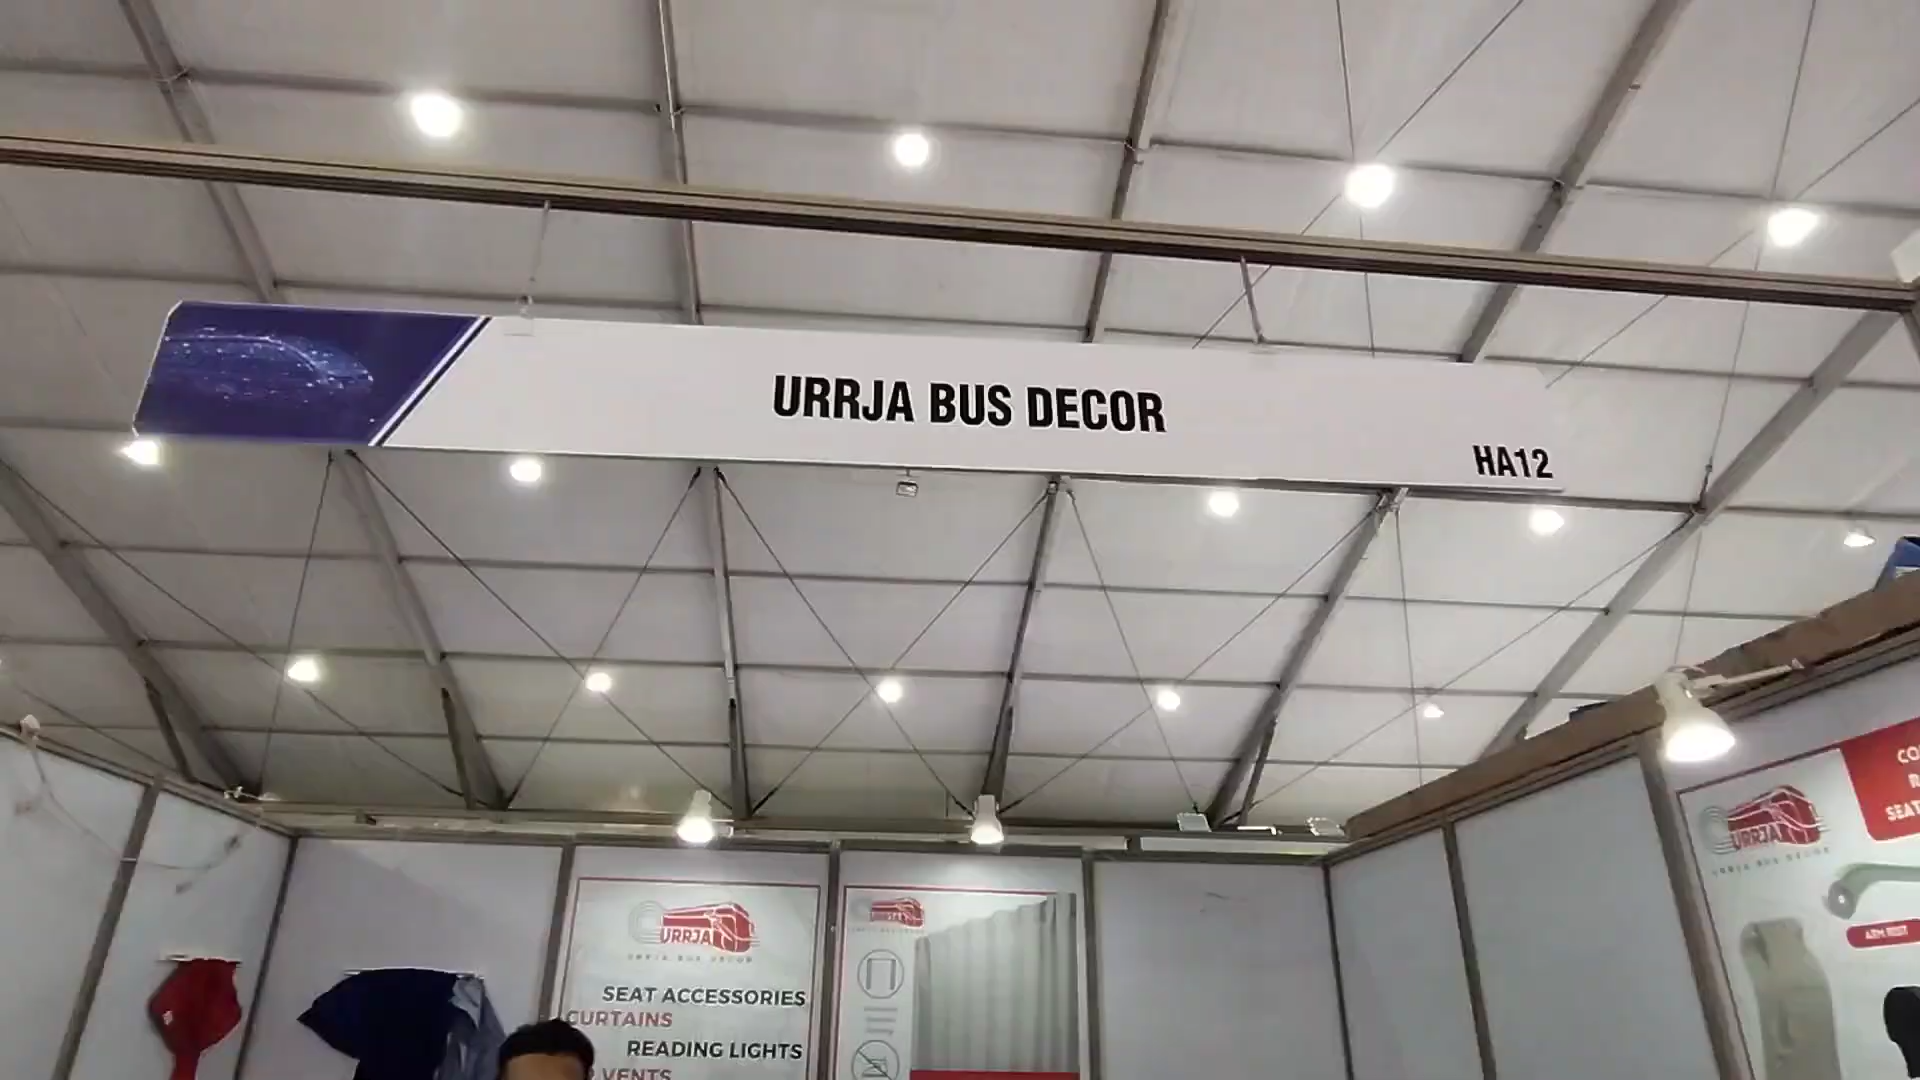 URRJA BUS DECOR
HA12
URRJA
URRJA BUS DECOR
SEAT ACCESSORIES
CURTAINS
READING LIGHTS
VENTS
URRJA
URRJA
URRJA BUS DECOR
ARM REST